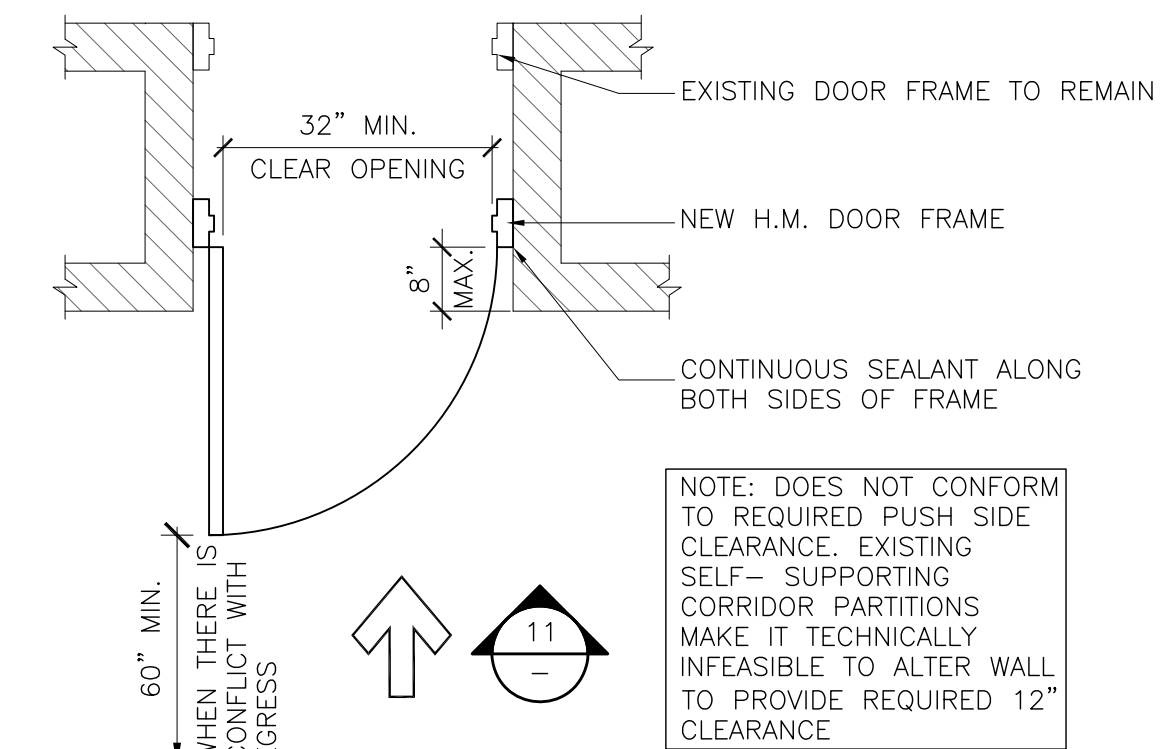 EXISTING DOOR FRAME TO REMAIN
32" MIN.
CLEAR OPENING
NEW H.M. DOOR FRAME
8"
MAX.
CONTINUOUS SEALANT ALONG
BOTH SIDES OF FRAME
NOTE: DOES NOT CONFORM
TO REQUIRED PUSH SIDE
CLEARANCE. EXISTING
SELF- SUPPORTING
CORRIDOR PARTITIONS
MAKE IT TECHNICALLY
INFEASIBLE TO ALTER WALL
TO PROVIDE REQUIRED 12"
CLEARANCE
60" MIN.
WHEN THERE IS
CONFLICT WITH
EGRESS
11
-